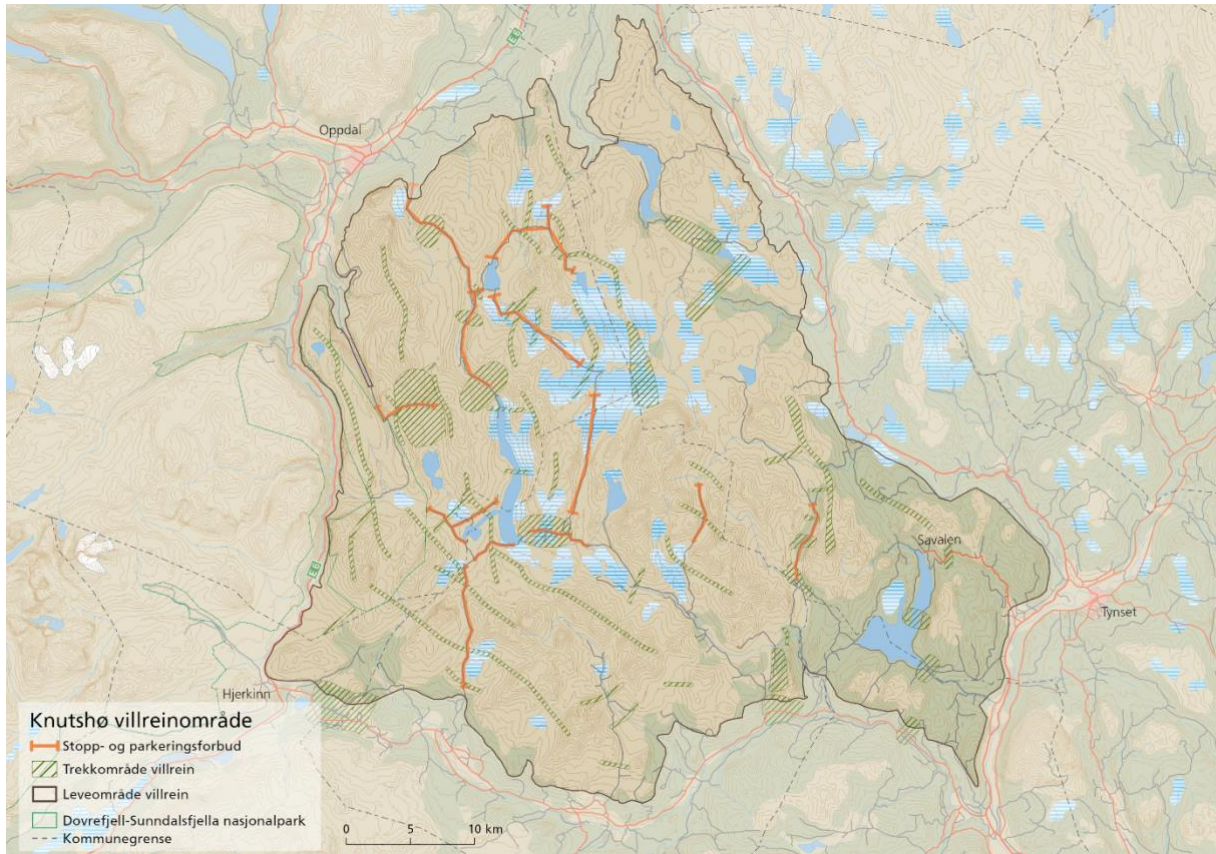 Oppdal
Savalen
Tynset
Hjerkinn
Knutshø villreinområde
Stopp- og parkeringsforbud
Trekkområde villrein
Leveområde villrein
Dovrefjell-Sunndalsfjella nasjonalpark
Kommunegrense
0 5 10 km